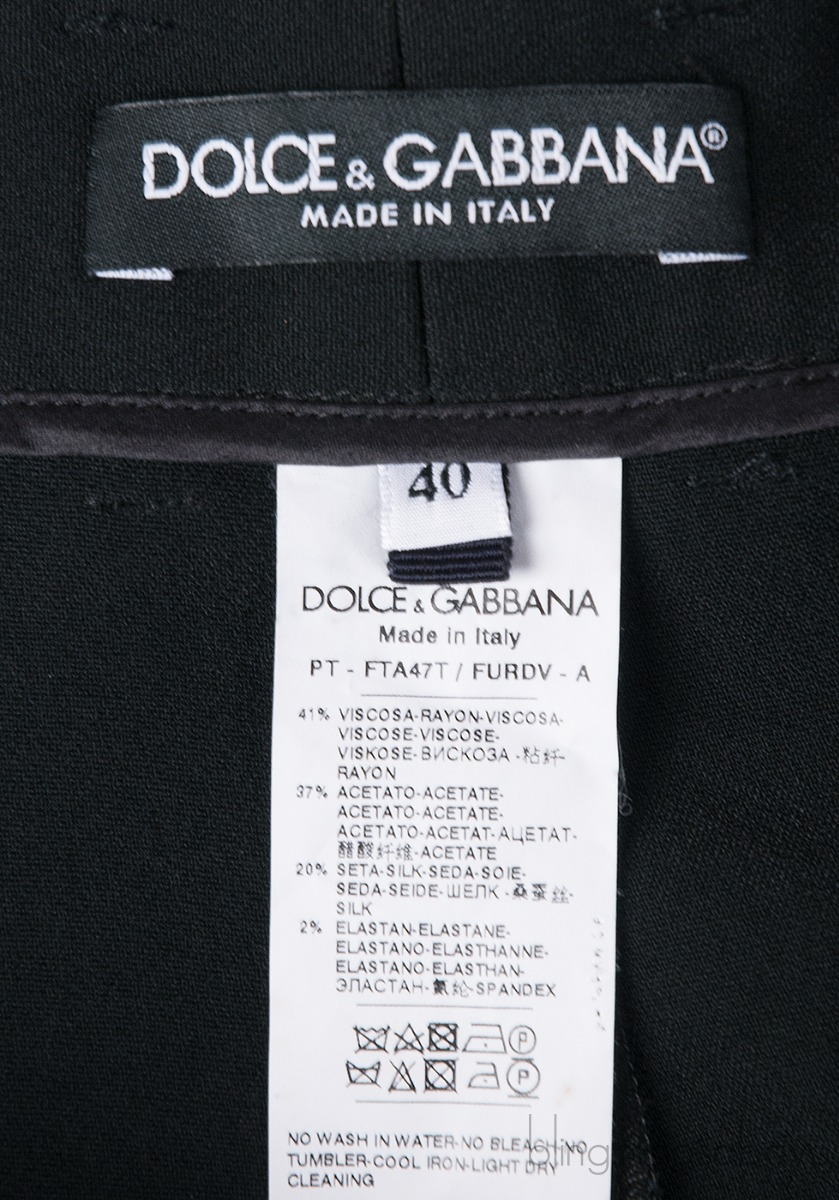 DOLCE & GABBANA®
MADE IN ITALY
40
DOLCE & GABBANA
Made in Italy
PT - FTA47T / FURDV - A
41% VISCOSA-RAYON-VISCOSA-
VISCOSE-VISCOSE-
VISKOSE-ВИСКОЗА -粘纤-
RAYON
37% ACETATO-ACETATE-
ACETATO-ACETATE-
ACETATO-ACETAT-АЦЕТАТ-
醋酸纤维-ACETATE
20% SETA-SILK-SEDA-SOIE-
SEDA-SEIDE-ШЕЛК -桑蚕丝-
SILK
2% ELASTAN-ELASTANE-
ELASTANO-ELASTHANNE-
ELASTANO-ELASTHAN-
ЭЛАСТАН-氨纶-SPANDEX
P
P
NO WASH IN WATER-NO BLEACH-NO
TUMBLER-COOL IRON-LIGHT DRY
CLEANING